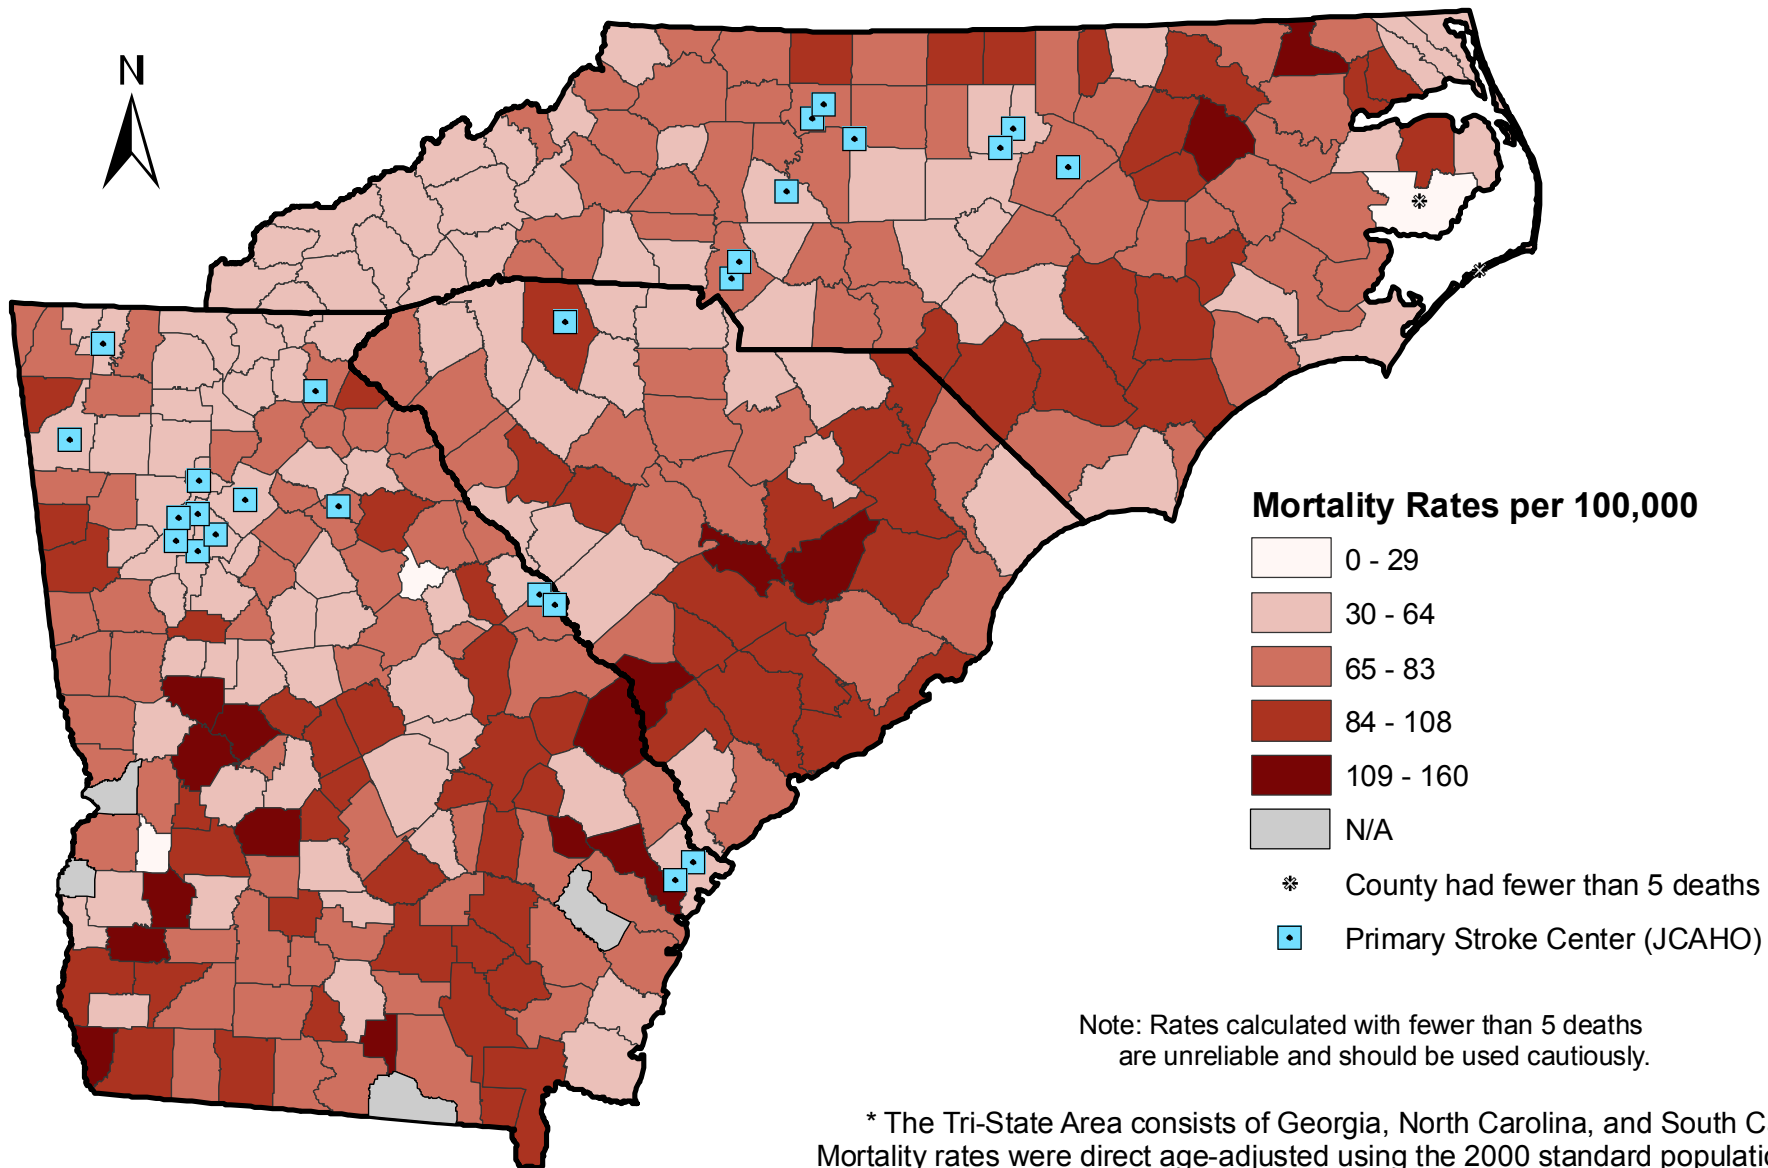 N
Mortality Rates per 100,000
0 - 29
30 - 64
65 - 83
84 - 108
109 - 160
N/A
County had fewer than 5 deaths
Primary Stroke Center (JCAHO)
Note: Rates calculated with fewer than 5 deaths
are unreliable and should be used cautiously.
* The Tri-State Area consists of Georgia, North Carolina, and South C
Mortality rates were direct age-adjusted using the 2000 standard populatio